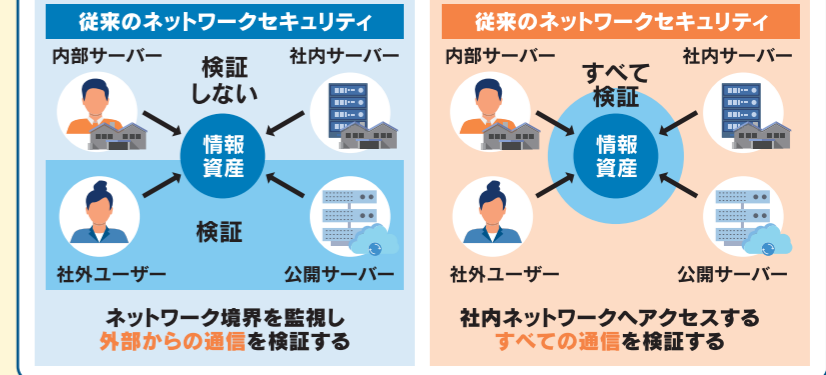 従来のネットワークセキュリティ
内部サーバー
検証
しない
社内サーバー
情報
資産
検証
社外ユーザー
公開サーバー
ネットワーク境界を監視し
外部からの通信を検証する
従来のネットワークセキュリティ
内部サーバー
すべて
検証
社内サーバー
情報
資産
社外ユーザー
公開サーバー
社内ネットワークへアクセスする
すべての通信を検証する